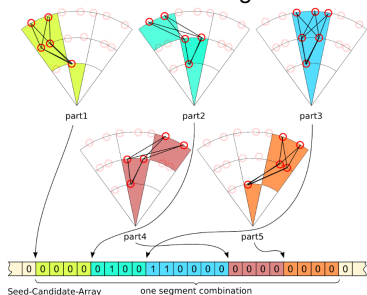 part1 part2 part3
part4 part5
0 0 0 0 0 0 1 0 0 1 1 0 0 0 0 0 0 0 0 0 0 0 0 0
Seed-Candidate-Array one segment combination